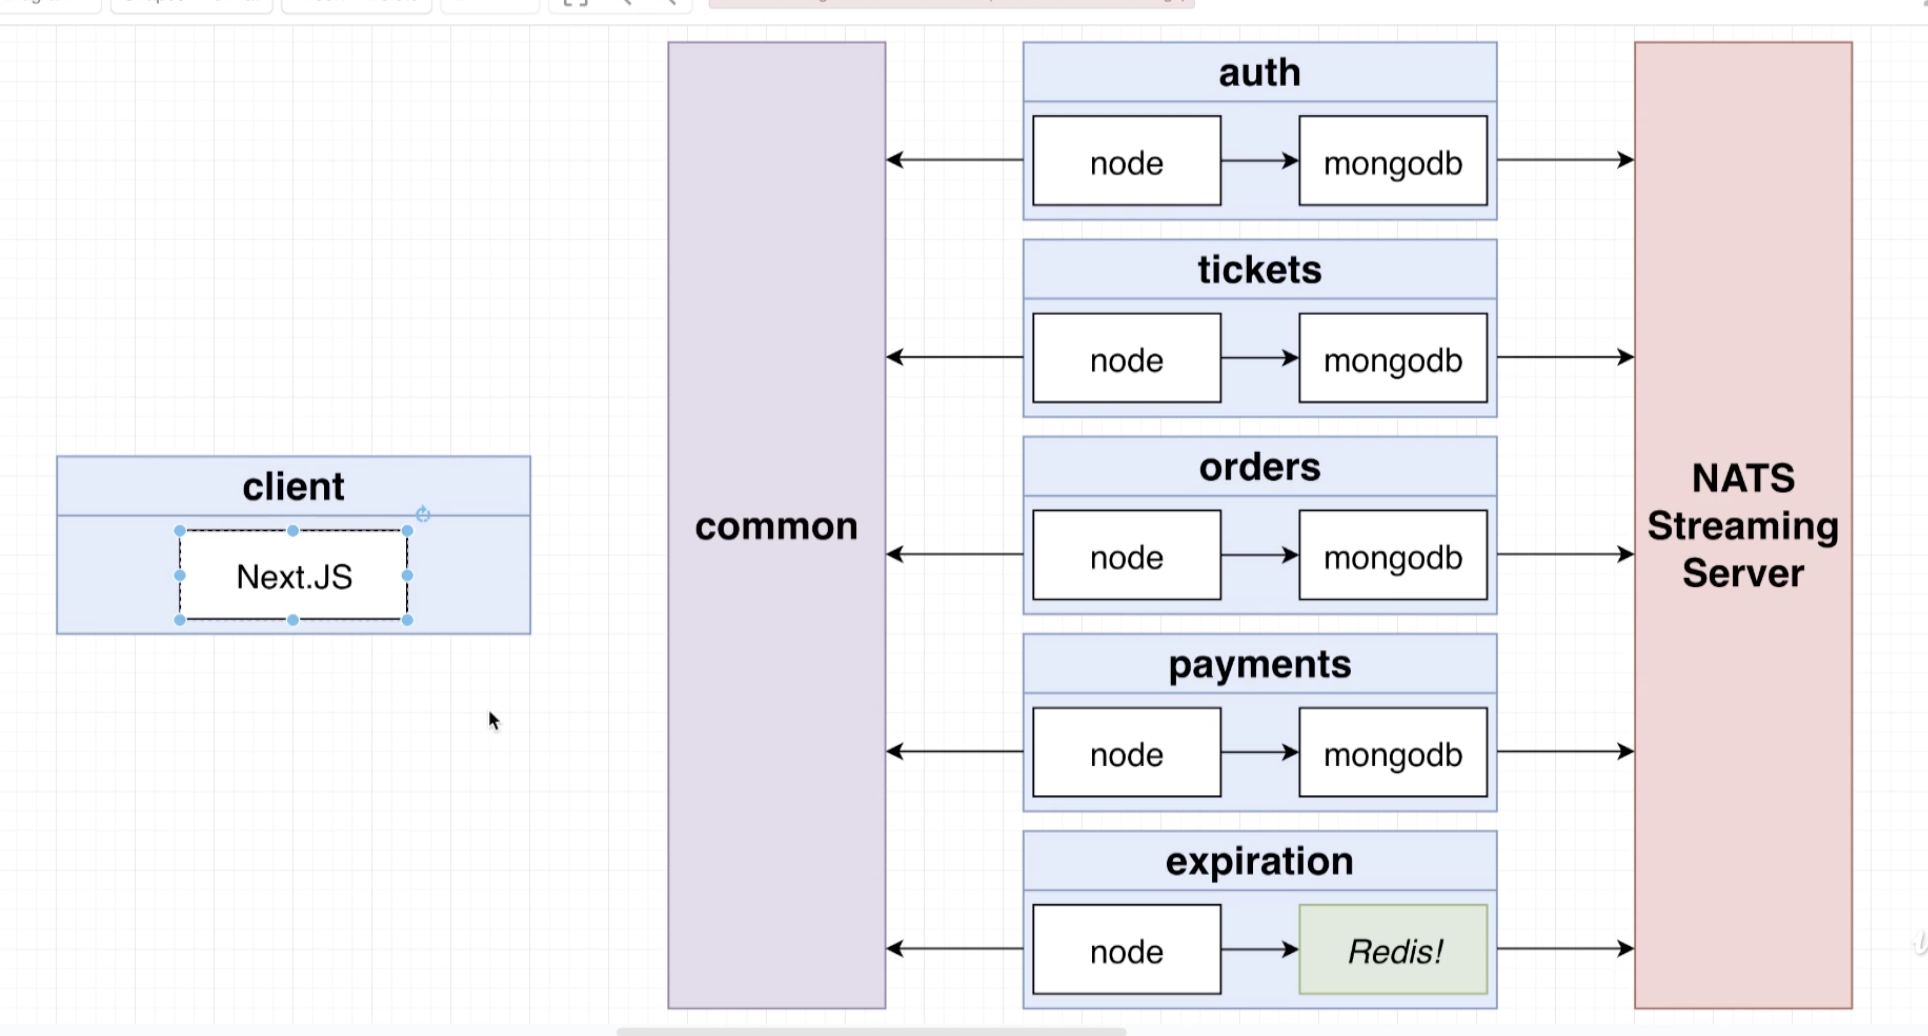 client
Next.JS
common
auth
node
mongodb
tickets
node
mongodb
orders
node
mongodb
payments
node
mongodb
expiration
node
Redis!
NATS
Streaming
Server